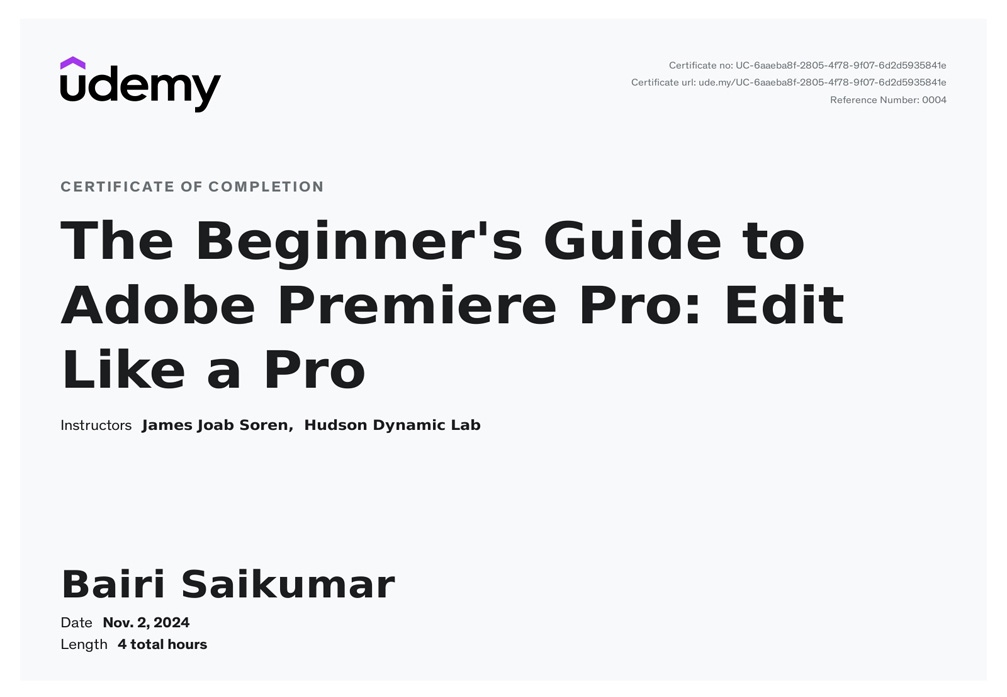 udemy
Certificate no: UC-6aaeba8f-2805-4f78-9f07-6d2d5935841e
Certificate url: ude.my/UC-6aaeba8f-2805-4f78-9f07-6d2d5935841e
Reference Number: 0004
CERTIFICATE OF COMPLETION
The Beginner's Guide to
Adobe Premiere Pro: Edit
Like a Pro
Instructors James Joab Soren, Hudson Dynamic Lab
Bairi Saikumar
Date Nov. 2, 2024
Length 4 total hours